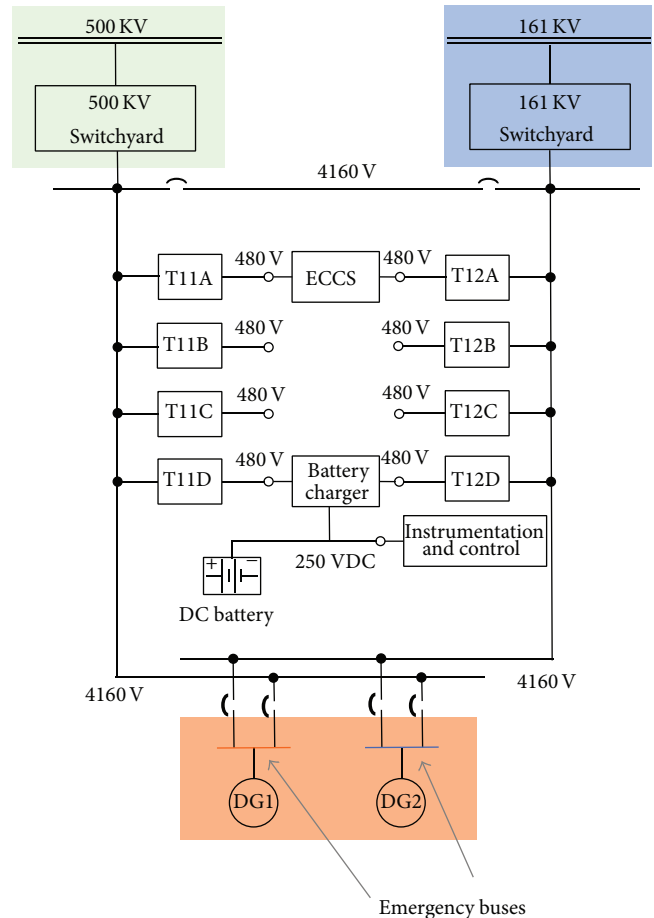 500 KV
161 KV
500 KV
Switchyard
161 KV
Switchyard
4160 V
T11A
480 V
ECCS
480 V
T12A
T11B
480 V
480 V
T12B
T11C
480 V
480 V
T12C
T11D
480 V
Battery
charger
480 V
T12D
Instrumentation
and control
250 VDC
+ −
DC battery
4160 V
4160 V
DG1
DG2
Emergency buses